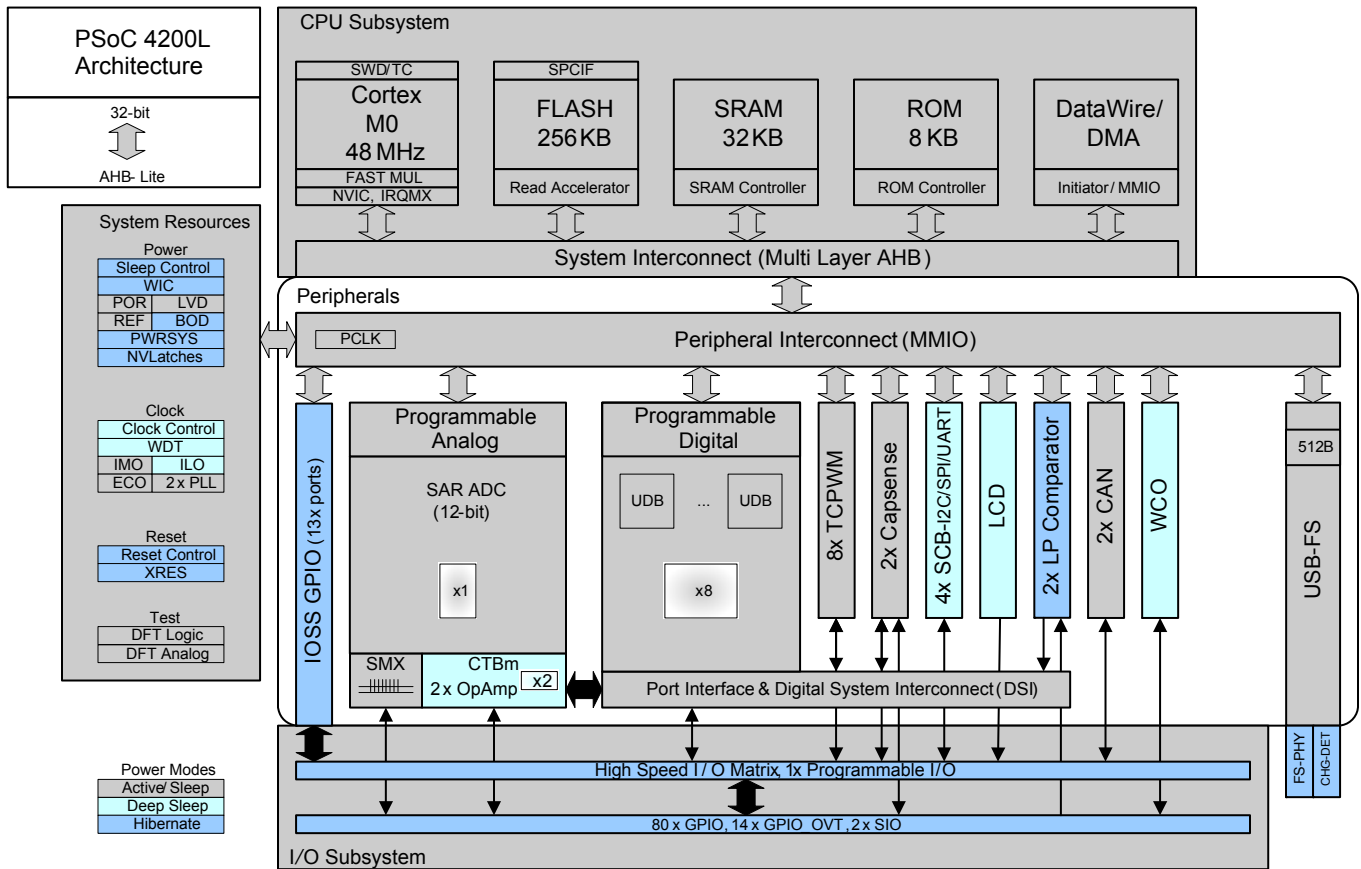 PSoC 4200L
Architecture
32-bit
AHB- Lite
CPU Subsystem
SWD/TC
Cortex
M0
48 MHz
FAST MUL
NVIC, IRQMX
SPCIF
FLASH
256 KB
Read Accelerator
SRAM
32 KB
SRAM Controller
ROM
8 KB
ROM Controller
DataWire/
DMA
Initiator/ MMIO
System Interconnect (Multi Layer AHB)
System Resources
Power
Sleep Control
WIC
POR LVD
REF BOD
PWRSYS
NVLatches
Clock
Clock Control
WDT
IMO ILO
ECO 2 x PLL
Reset
Reset Control
XRES
Test
DFT Logic
DFT Analog
Peripherals
PCLK
Peripheral Interconnect (MMIO)
IOSS GPIO (13x ports)
Programmable
Analog
SAR ADC
(12-bit)
x1
SMX
CTBm
2 x OpAmp
x2
Programmable
Digital
UDB ... UDB
x8
8x TCPWM
2x Capsense
4x SCB-I2C/SPI/UART
LCD
2x LP Comparator
2x CAN
WCO
512B
USB-FS
FS-PHY
CHG-DET
Port Interface & Digital System Interconnect (DSI)
High Speed I / O Matrix, 1x Programmable I/O
80 x GPIO, 14 x GPIO OVT, 2 x SIO
I/O Subsystem
Power Modes
Active/ Sleep
Deep Sleep
Hibernate